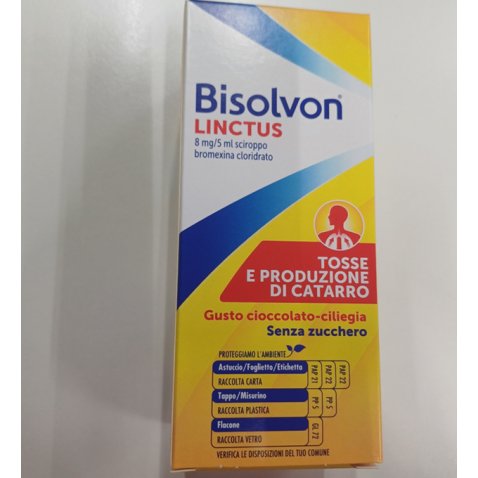 Bisolvon®
LINCTUS
8 mg/5 ml sciroppo
bromexina cloridrato
TOSSE
E PRODUZIONE
DI CATARRO
Gusto cioccolato-ciliegia
Senza zucchero
PROTEGGIAMO L'AMBIENTE
Astuccio/Foglietto/Etichetta
RACCOLTA CARTA
PAP 21
PAP 22
PAP 22
Tappo/Misurino
RACCOLTA PLASTICA
PP 5
PP 5
Flacone
RACCOLTA VETRO
GL 72
VERIFICA LE DISPOSIZIONI DEL TUO COMUNE